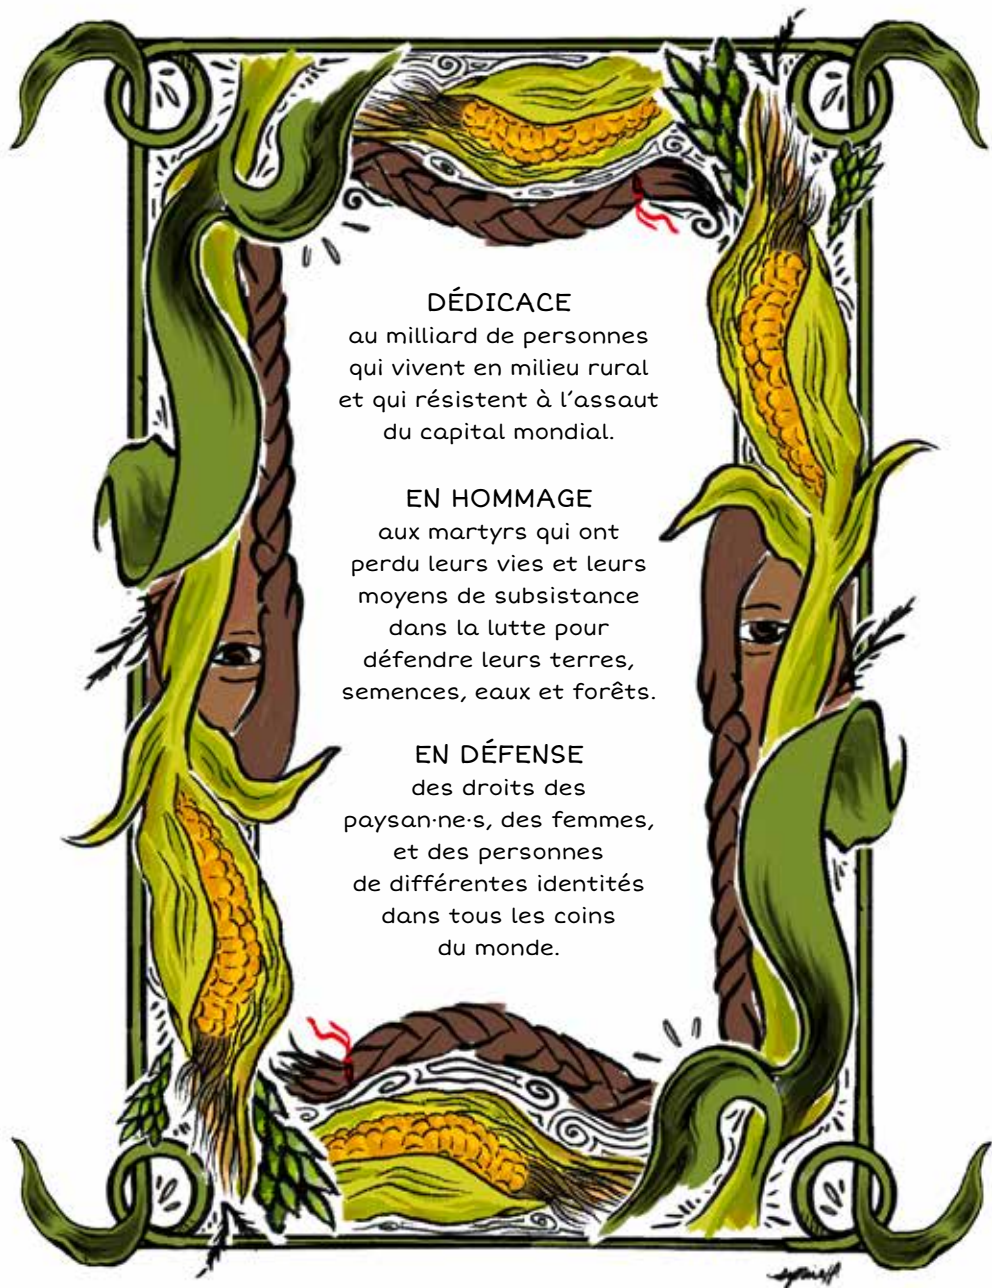 DÉDICACE
au milliard de personnes
qui vivent en milieu rural
et qui résistent à l'assaut
du capital mondial.
EN HOMMAGE
aux martyrs qui ont
perdu leurs vies et leurs
moyens de subsistance
dans la lutte pour
défendre leurs terres,
semences, eaux et forêts.
EN DÉFENSE
des droits des
paysan·ne·s, des femmes,
et des personnes
de différentes identités
dans tous les coins
du monde.